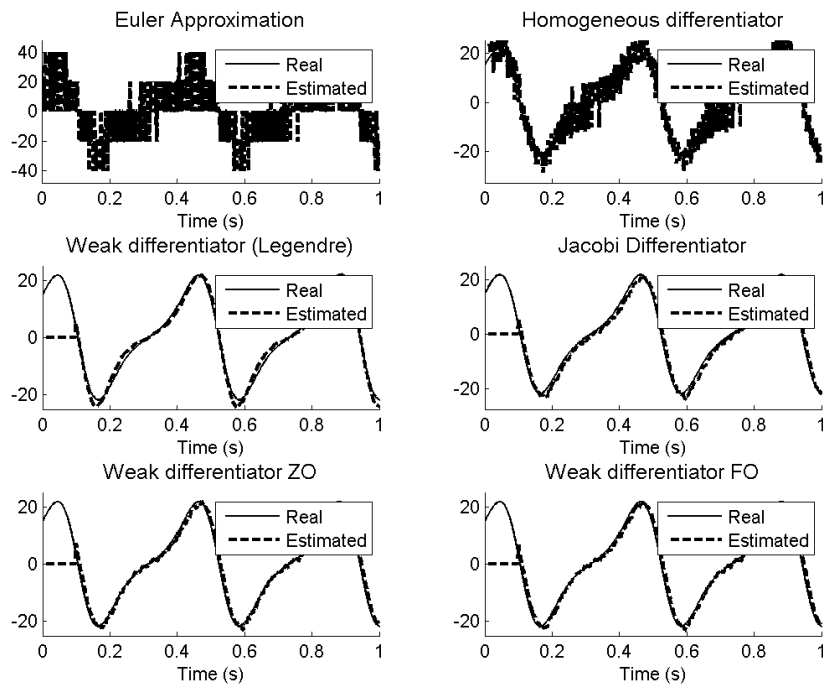 Euler Approximation
40
20
0
-20
-40
Real
Estimated
0 0.2 0.4 0.6 0.8 1
Time (s)
Homogeneous differentiator
20
0
-20
Real
Estimated
0 0.2 0.4 0.6 0.8 1
Time (s)
Weak differentiator (Legendre)
20
0
-20
Real
Estimated
0 0.2 0.4 0.6 0.8 1
Time (s)
Jacobi Differentiator
20
0
-20
Real
Estimated
0 0.2 0.4 0.6 0.8 1
Time (s)
Weak differentiator ZO
20
0
-20
Real
Estimated
0 0.2 0.4 0.6 0.8 1
Time (s)
Weak differentiator FO
20
0
-20
Real
Estimated
0 0.2 0.4 0.6 0.8 1
Time (s)